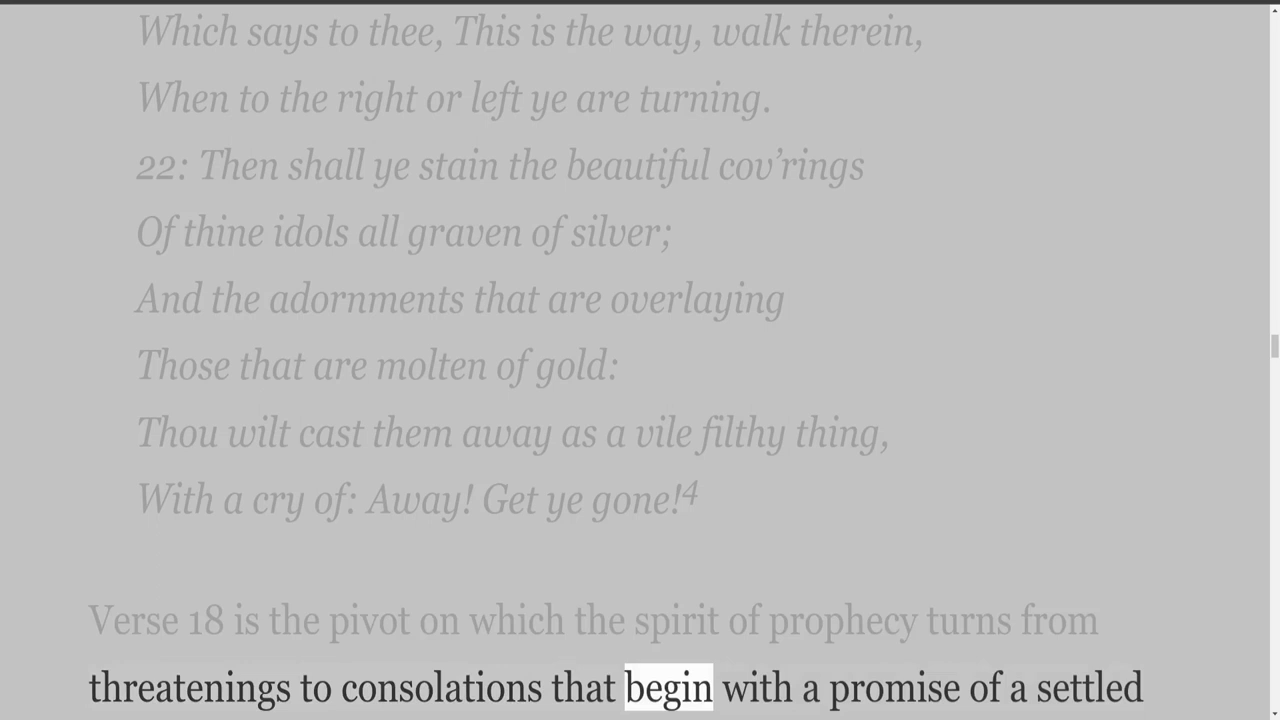 Which says to thee, This is the way, walk therein,
When to the right or left ye are turning.
22: Then shall ye stain the beautiful cov’rings
Of thine idols all graven of silver;
And the adornments that are overlaying
Those that are molten of gold:
Thou wilt cast them away as a vile filthy thing,
With a cry of: Away! Get ye gone!⁴
Verse 18 is the pivot on which the spirit of prophecy turns from
threatenings to consolations that begin with a promise of a settled